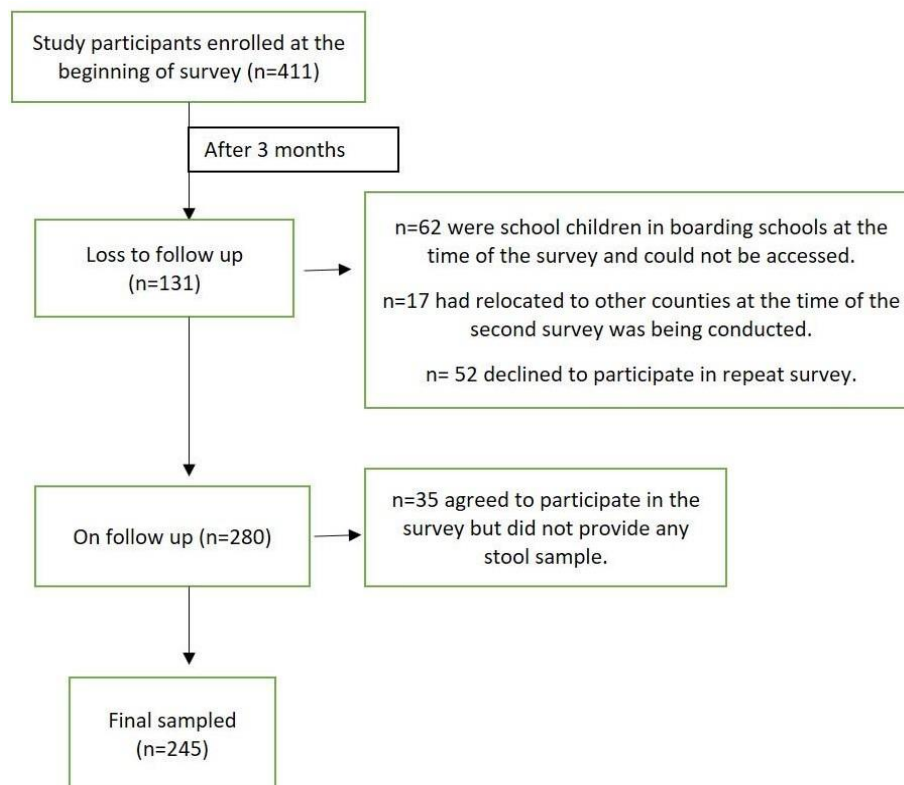 Study participants enrolled at the
beginning of survey (n=411)
After 3 months
Loss to follow up
(n=131)
n=62 were school children in boarding schools at the
time of the survey and could not be accessed.
n=17 had relocated to other counties at the time of the
second survey was being conducted.
n= 52 declined to participate in repeat survey.
On follow up (n=280)
n=35 agreed to participate in the
survey but did not provide any
stool sample.
Final sampled
(n=245)